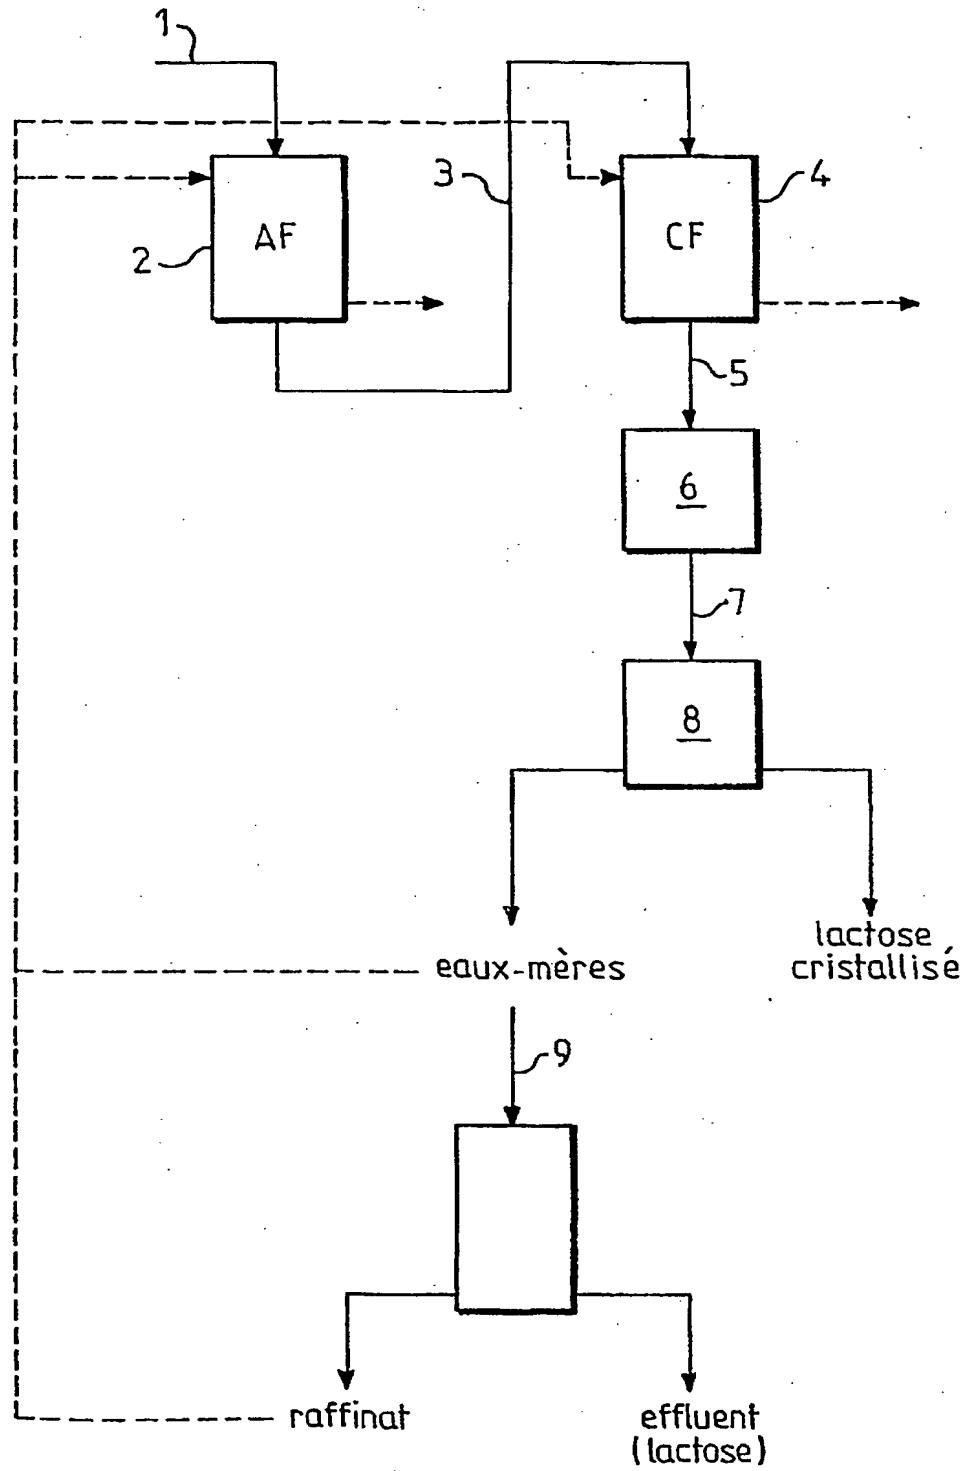 1
3
4
AF
CF
2
5
6
7
8
lactose
cristallisé
eaux-mères
9
raffinat
effluent
(lactose)